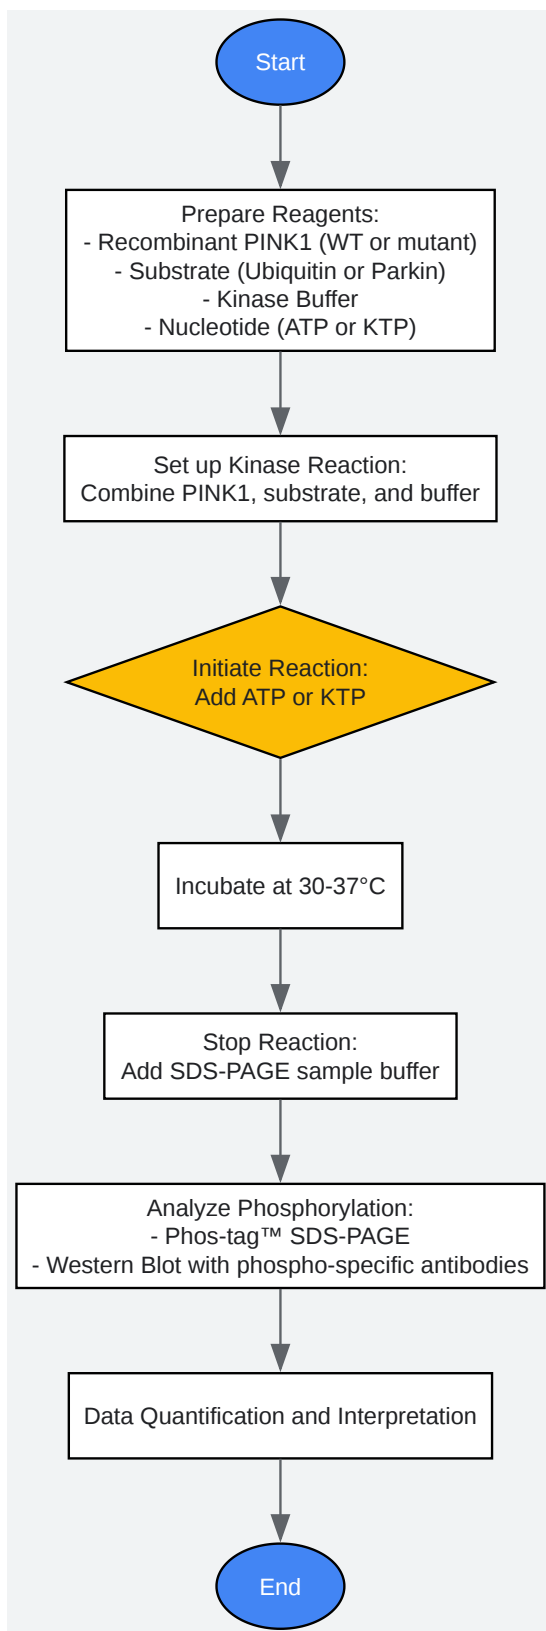 Start
Prepare Reagents:
- Recombinant PINK1 (WT or mutant)
- Substrate (Ubiquitin or Parkin)
- Kinase Buffer
- Nucleotide (ATP or KTP)
Set up Kinase Reaction:
Combine PINK1, substrate, and buffer
Initiate Reaction:
Add ATP or KTP
Incubate at 30-37°C
Stop Reaction:
Add SDS-PAGE sample buffer
Analyze Phosphorylation:
- Phos-tag™ SDS-PAGE
- Western Blot with phospho-specific antibodies
Data Quantification and Interpretation
End